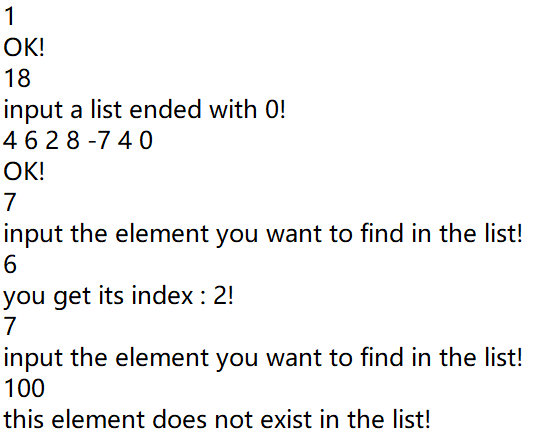 1
OK!
18
input a list ended with 0!
4 6 2 8 -7 4 0
OK!
7
input the element you want to find in the list!
6
you get its index : 2!
7
input the element you want to find in the list!
100
this element does not exist in the list!